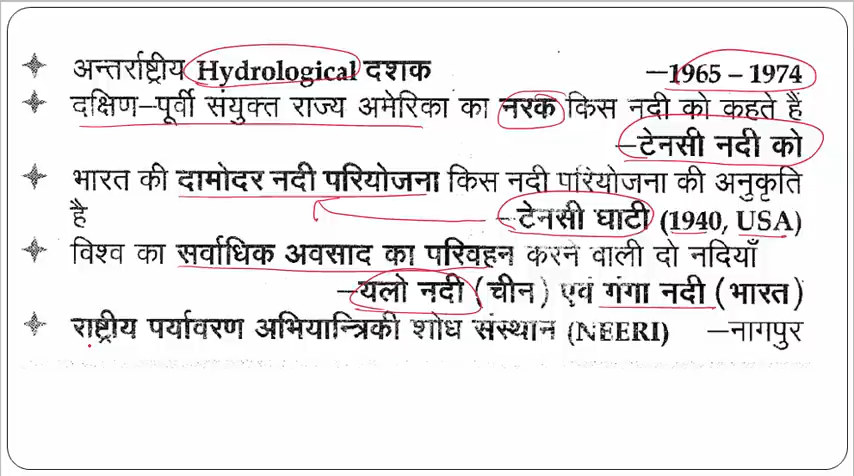 ✦ अन्तर्राष्ट्रीय Hydrological दशक –1965 – 1974
✦ दक्षिण–पूर्वी संयुक्त राज्य अमेरिका का नरक किस नदी को कहते हैं
–टेनसी नदी को
✦ भारत की दामोदर नदी परियोजना किस नदी परियोजना की अनुकृति
है –टेनसी घाटी (1940, USA)
✦ विश्व का सर्वाधिक अवसाद का परिवहन करने वाली दो नदियाँ
–यलो नदी (चीन) एवं गंगा नदी (भारत)
✦ राष्ट्रीय पर्यावरण अभियान्त्रिकी शोध संस्थान (NEERI) –नागपुर